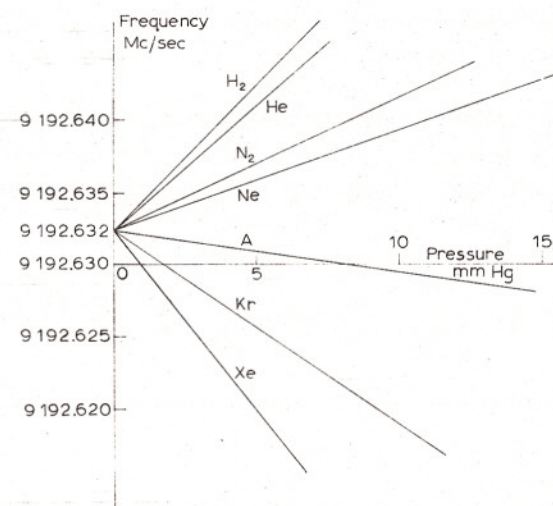 Frequency
Mc/sec
H2
9 192.640
He
N2
9 192.635
Ne
9 192.632
A
Pressure
mm Hg
9 192.630
0
5
10
15
Kr
9 192.625
Xe
9 192.620